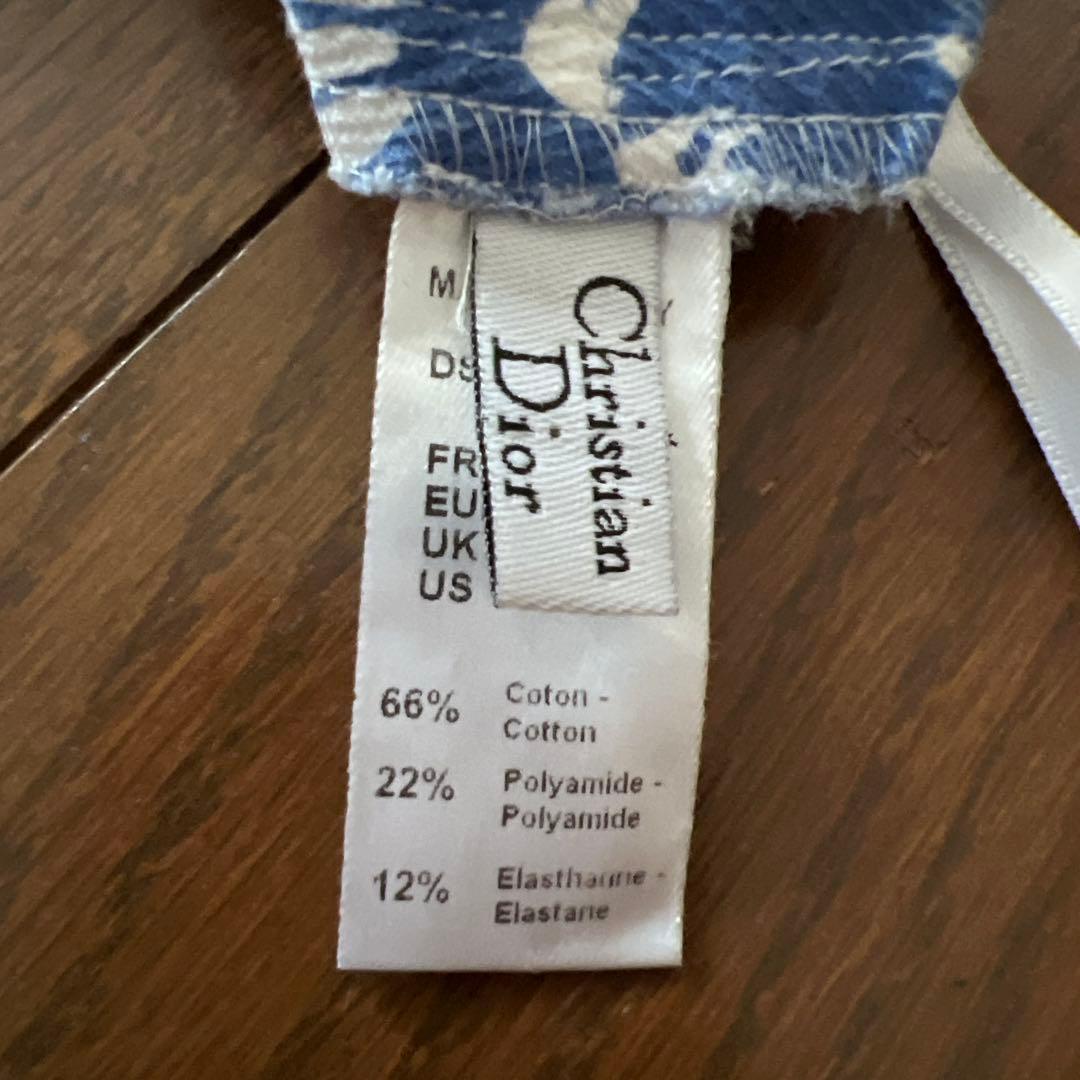 Christian
Dior
M
DS
FR
EU
UK
US
66% Coton -
Cotton
22% Polyamide -
Polyamide
12% Elasthanne -
Elastane